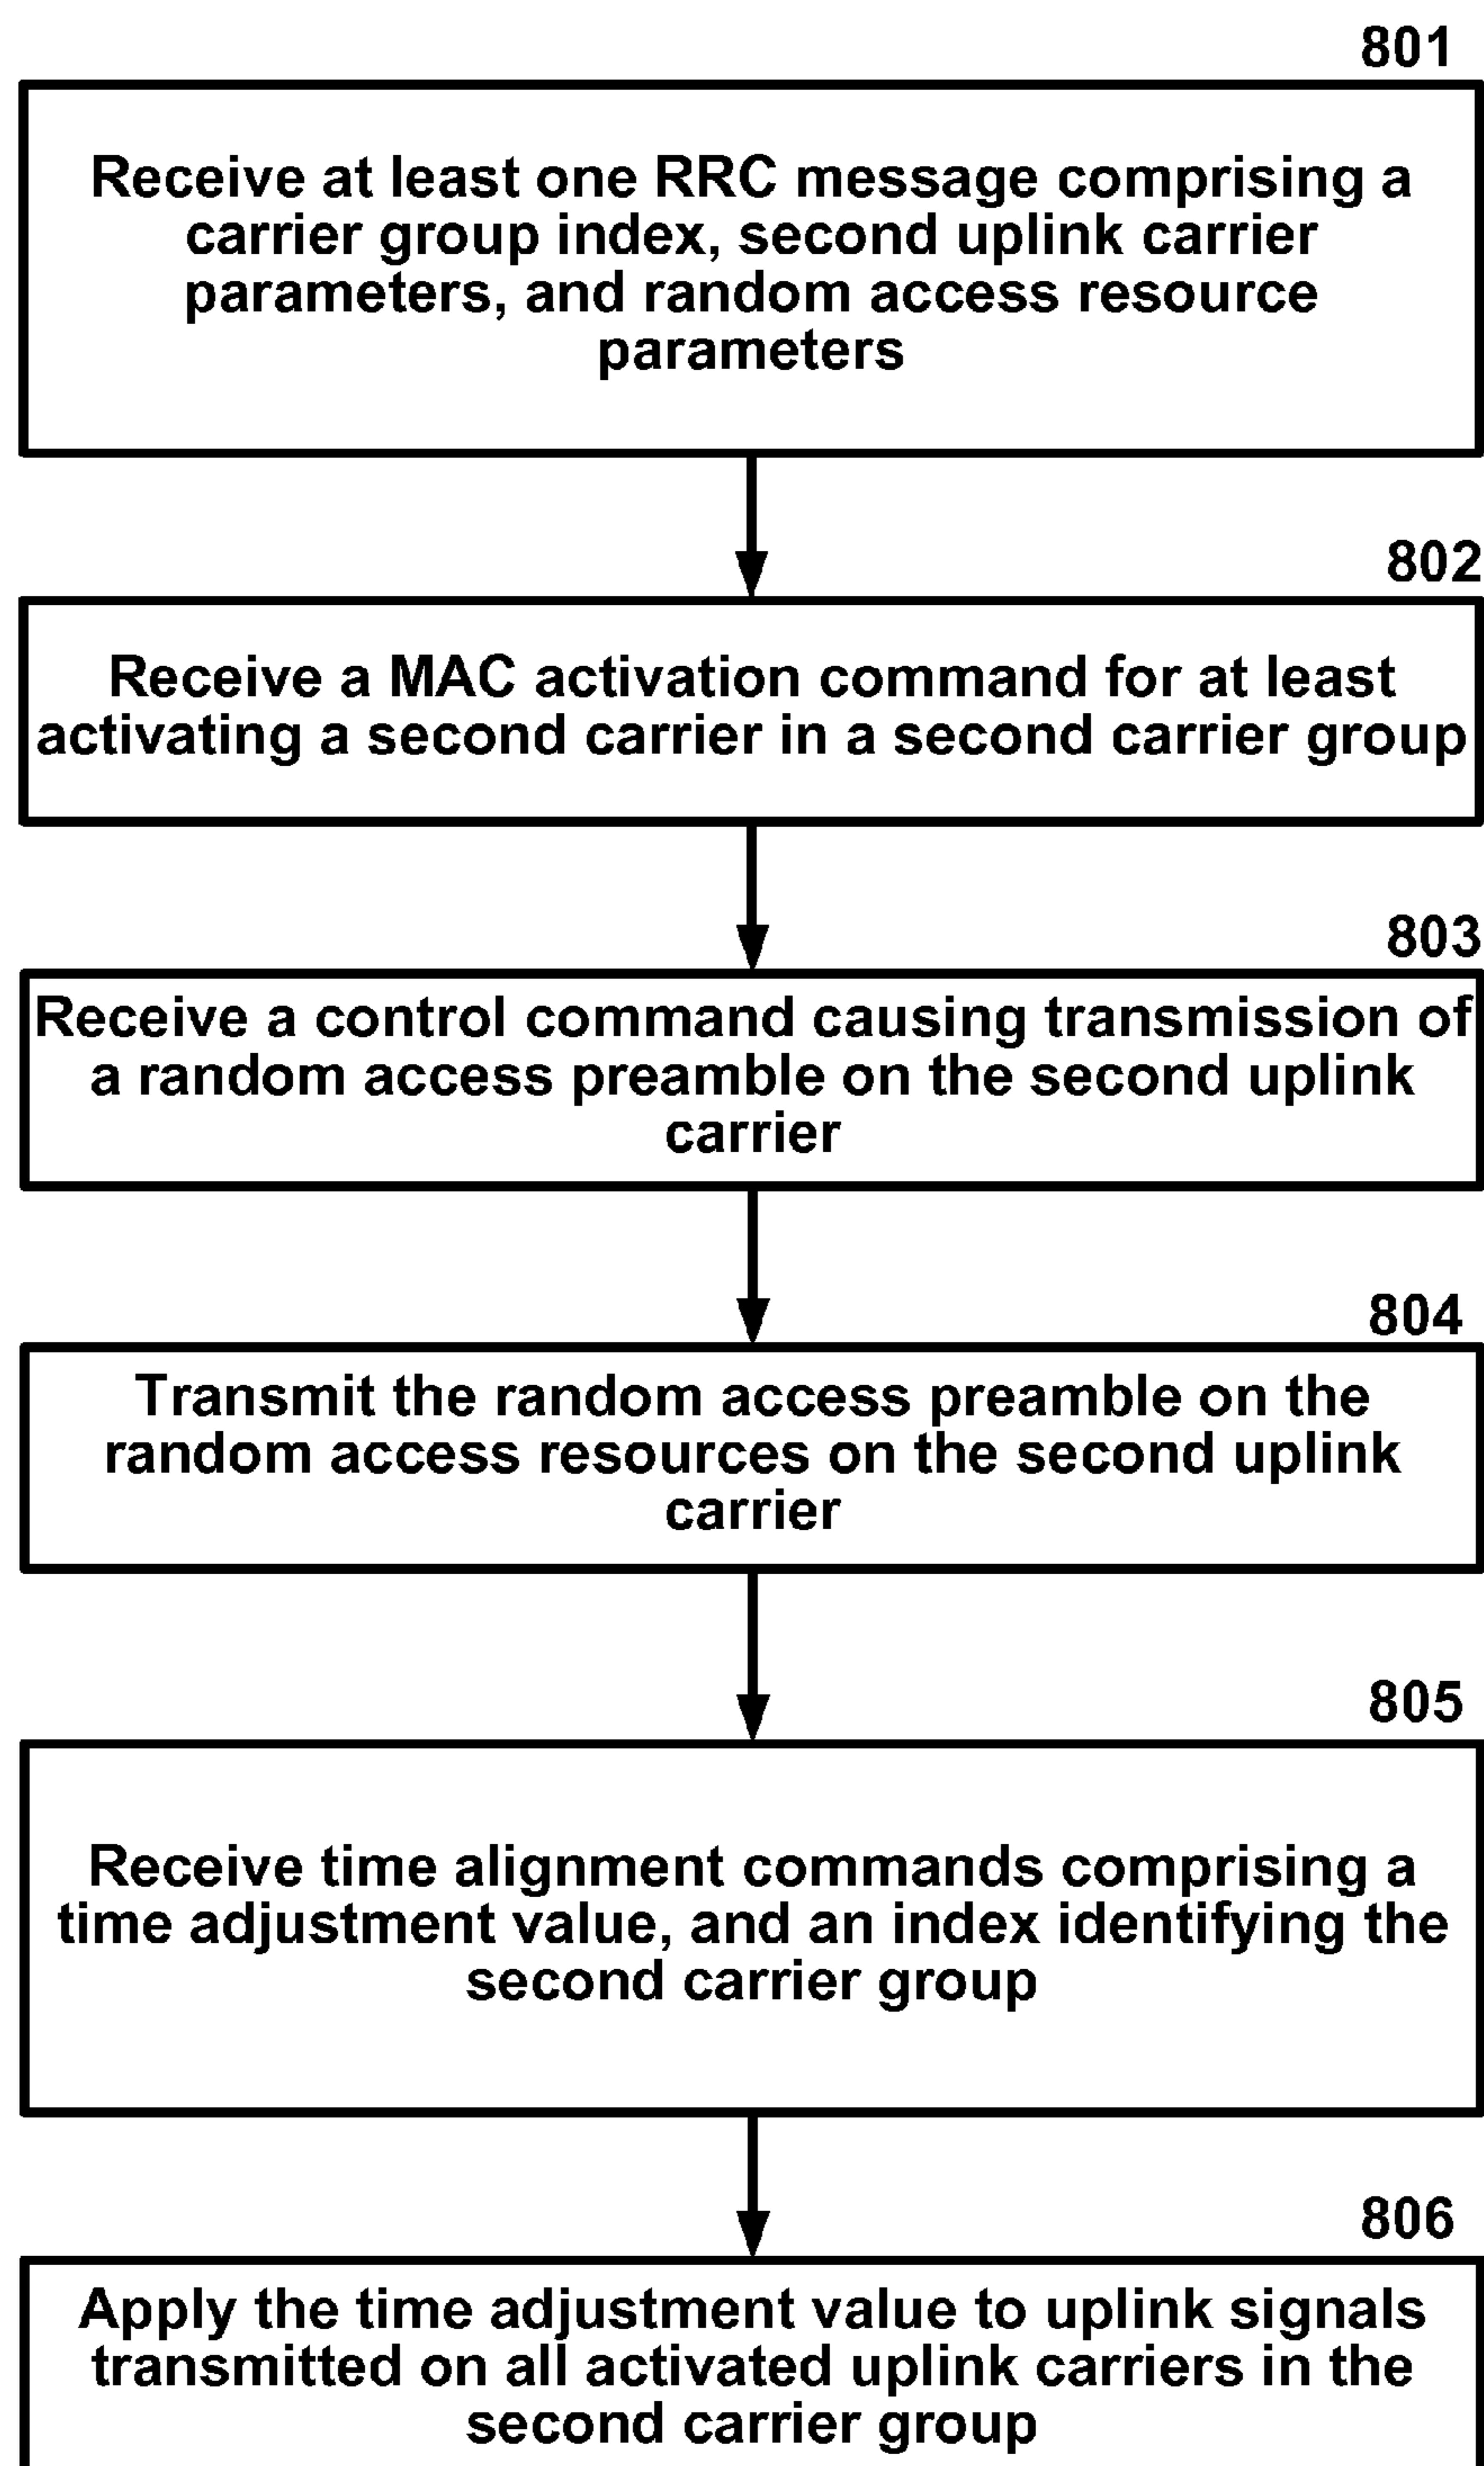 801
Receive at least one RRC message comprising a
carrier group index, second uplink carrier
parameters, and random access resource
parameters
802
Receive a MAC activation command for at least
activating a second carrier in a second carrier group
803
Receive a control command causing transmission of
a random access preamble on the second uplink
carrier
804
Transmit the random access preamble on the
random access resources on the second uplink
carrier
805
Receive time alignment commands comprising a
time adjustment value, and an index identifying the
second carrier group
806
Apply the time adjustment value to uplink signals
transmitted on all activated uplink carriers in the
second carrier group